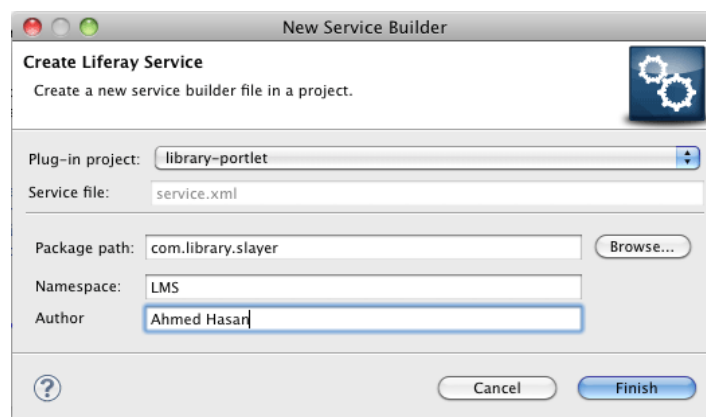 New Service Builder
Create Liferay Service
Create a new service builder file in a project.
Plug-in project: library-portlet
Service file: service.xml
Package path: com.library.slayer Browse...
Namespace: LMS
Author Ahmed Hasan
? Cancel Finish